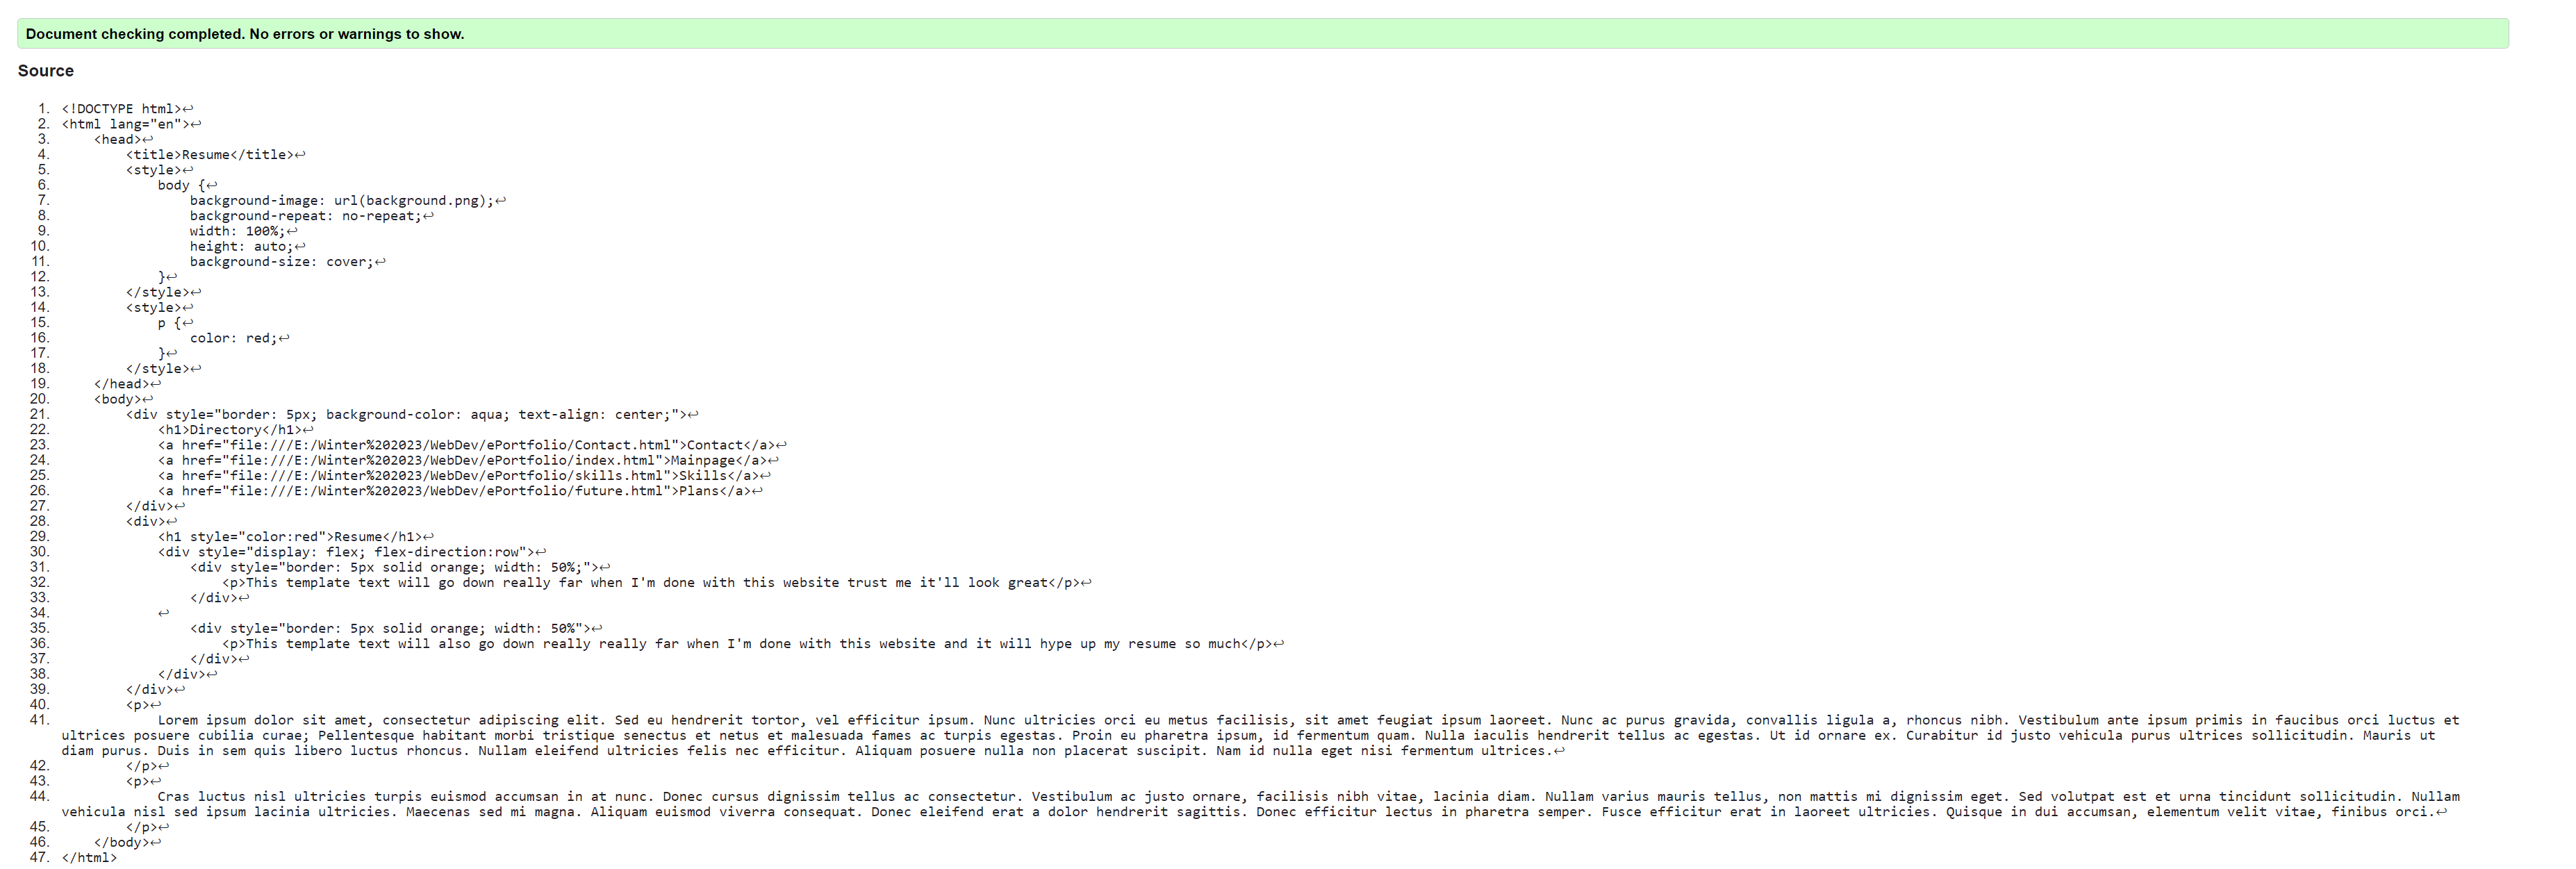 Document checking completed. No errors or warnings to show.
Source
1. <!DOCTYPE html>↩
2. <html lang="en">↩
3.     <head>↩
4.         <title>Resume</title>↩
5.         <style>↩
6.             body {↩
7.                 background-image: url(background.png);↩
8.                 background-repeat: no-repeat;↩
9.                 width: 100%;↩
10.                 height: auto;↩
11.                 background-size: cover;↩
12.             }↩
13.         </style>↩
14.         <style>↩
15.             p {↩
16.                 color: red;↩
17.             }↩
18.         </style>↩
19.     </head>↩
20.     <body>↩
21.         <div style="border: 5px; background-color: aqua; text-align: center;">↩
22.             <h1>Directory</h1>↩
23.             <a href="file:///E:/Winter%202023/WebDev/ePortfolio/Contact.html">Contact</a>↩
24.             <a href="file:///E:/Winter%202023/WebDev/ePortfolio/index.html">Mainpage</a>↩
25.             <a href="file:///E:/Winter%202023/WebDev/ePortfolio/skills.html">Skills</a>↩
26.             <a href="file:///E:/Winter%202023/WebDev/ePortfolio/future.html">Plans</a>↩
27.         </div>↩
28.         <div>↩
29.             <h1 style="color:red">Resume</h1>↩
30.             <div style="display: flex; flex-direction:row">↩
31.                 <div style="border: 5px solid orange; width: 50%;">↩
32.                     <p>This template text will go down really far when I'm done with this website trust me it'll look great</p>↩
33.                 </div>↩
34.             ↩
35.                 <div style="border: 5px solid orange; width: 50%">↩
36.                     <p>This template text will also go down really really far when I'm done with this website and it will hype up my resume so much</p>↩
37.                 </div>↩
38.             </div>↩
39.         </div>↩
40.         <p>↩
41.             Lorem ipsum dolor sit amet, consectetur adipiscing elit. Sed eu hendrerit tortor, vel efficitur ipsum. Nunc ultricies orci eu metus facilisis, sit amet feugiat ipsum laoreet. Nunc ac purus gravida, convallis ligula a, rhoncus nibh. Vestibulum ante ipsum primis in faucibus orci luctus et
ultrices posuere cubilia curae; Pellentesque habitant morbi tristique senectus et netus et malesuada fames ac turpis egestas. Proin eu pharetra ipsum, id fermentum quam. Nulla iaculis hendrerit tellus ac egestas. Ut id ornare ex. Curabitur id justo vehicula purus ultrices sollicitudin. Mauris ut
diam purus. Duis in sem quis libero luctus rhoncus. Nullam eleifend ultricies felis nec efficitur. Aliquam posuere nulla non placerat suscipit. Nam id nulla eget nisi fermentum ultrices.↩
42.         </p>↩
43.         <p>↩
44.             Cras luctus nisl ultricies turpis euismod accumsan in at nunc. Donec cursus dignissim tellus ac consectetur. Vestibulum ac justo ornare, facilisis nibh vitae, lacinia diam. Nullam varius mauris tellus, non mattis mi dignissim eget. Sed volutpat est et urna tincidunt sollicitudin. Nullam
vehicula nisl sed ipsum lacinia ultricies. Maecenas sed mi magna. Aliquam euismod viverra consequat. Donec eleifend erat a dolor hendrerit sagittis. Donec efficitur lectus in pharetra semper. Fusce efficitur erat in laoreet ultricies. Quisque in dui accumsan, elementum velit vitae, finibus orci.↩
45.         </p>↩
46.     </body>↩
47. </html>